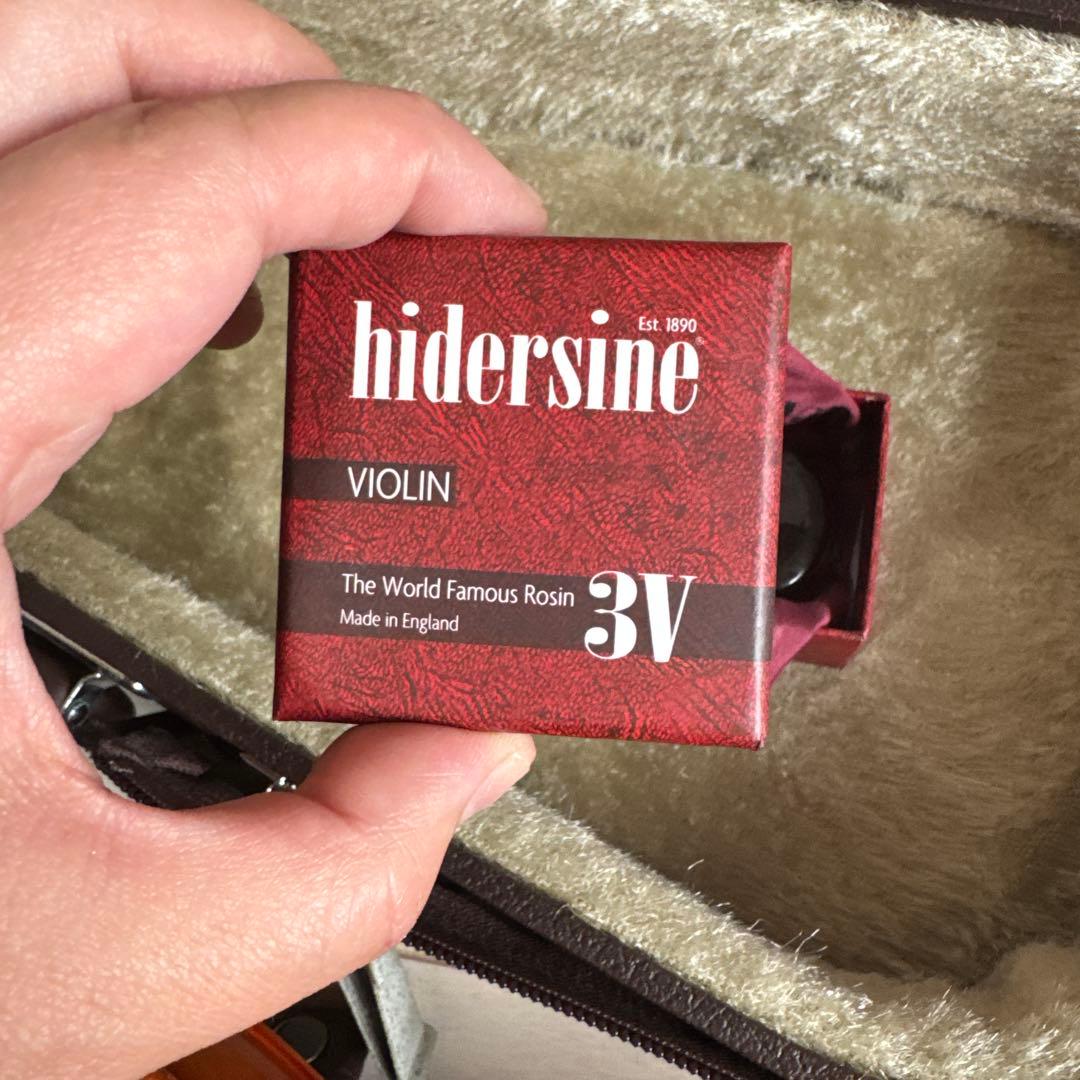 Est. 1890
hidersine®
VIOLIN
The World Famous Rosin 3V
Made in England